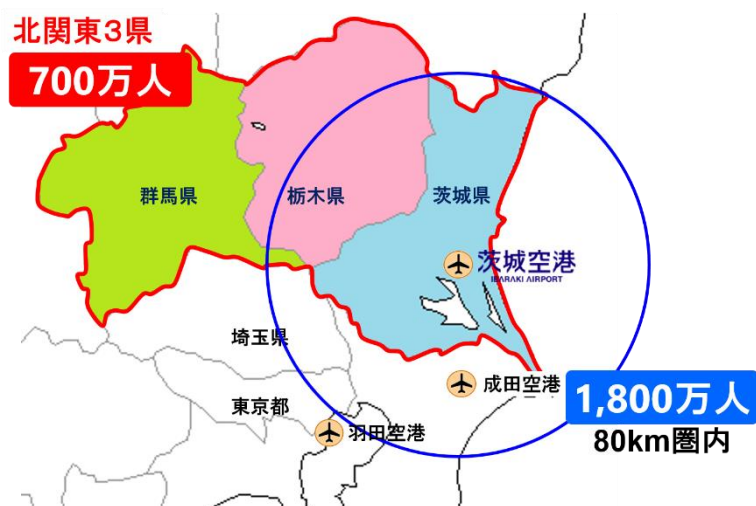 北関東3県
700万人
群馬県
栃木県
茨城県
茨城空港
IBARAKI AIRPORT
埼玉県
成田空港
東京都
羽田空港
1,800万人
80km圏内